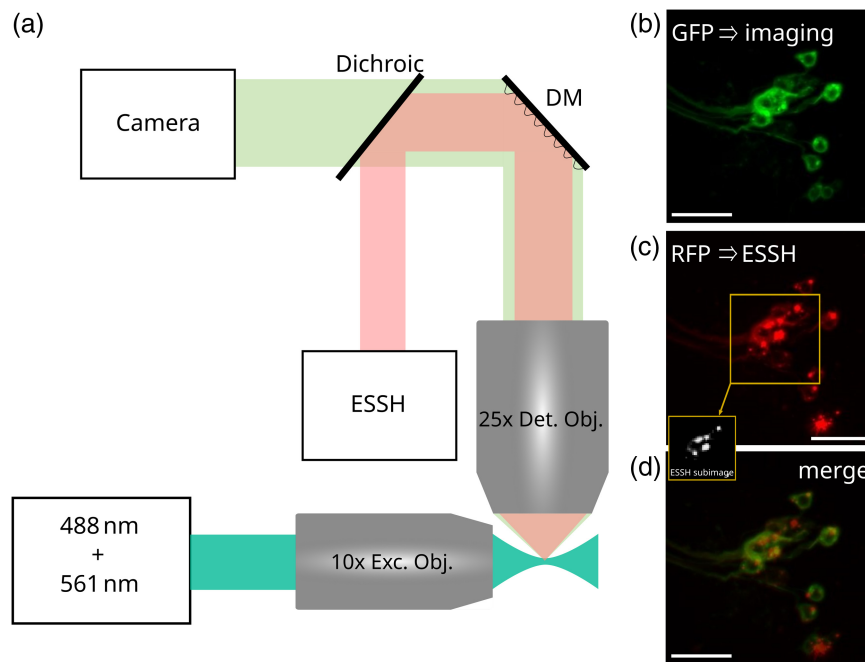 (a)
Dichroic
DM
Camera
ESSH
25x Det. Obj.
488 nm
+
561 nm
10x Exc. Obj.
(b)
GFP ⇒ imaging
(c)
RFP ⇒ ESSH
ESSH subimage
(d)
merge